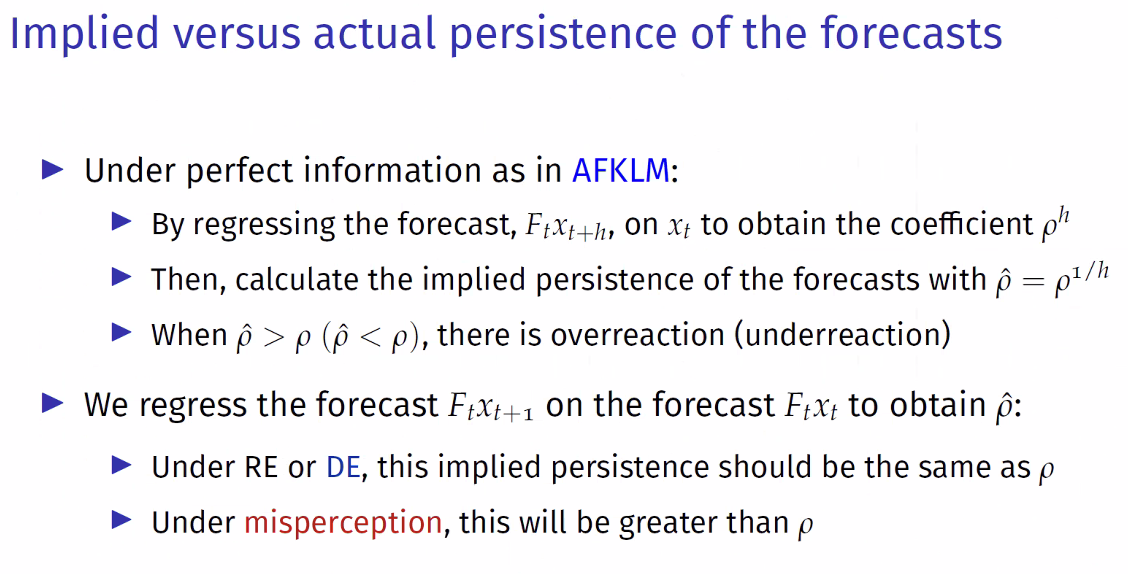 Implied versus actual persistence of the forecasts
▶ Under perfect information as in AFKLM:
▶ By regressing the forecast, $F_t x_{t+h}$, on $x_t$ to obtain the coefficient $\rho^h$
▶ Then, calculate the implied persistence of the forecasts with $\hat{\rho} = \rho^{1/h}$
▶ When $\hat{\rho} > \rho$ ($\hat{\rho} < \rho$), there is overreaction (underreaction)
▶ We regress the forecast $F_t x_{t+1}$ on the forecast $F_t x_t$ to obtain $\hat{\rho}$:
▶ Under RE or DE, this implied persistence should be the same as $\rho$
▶ Under misperception, this will be greater than $\rho$